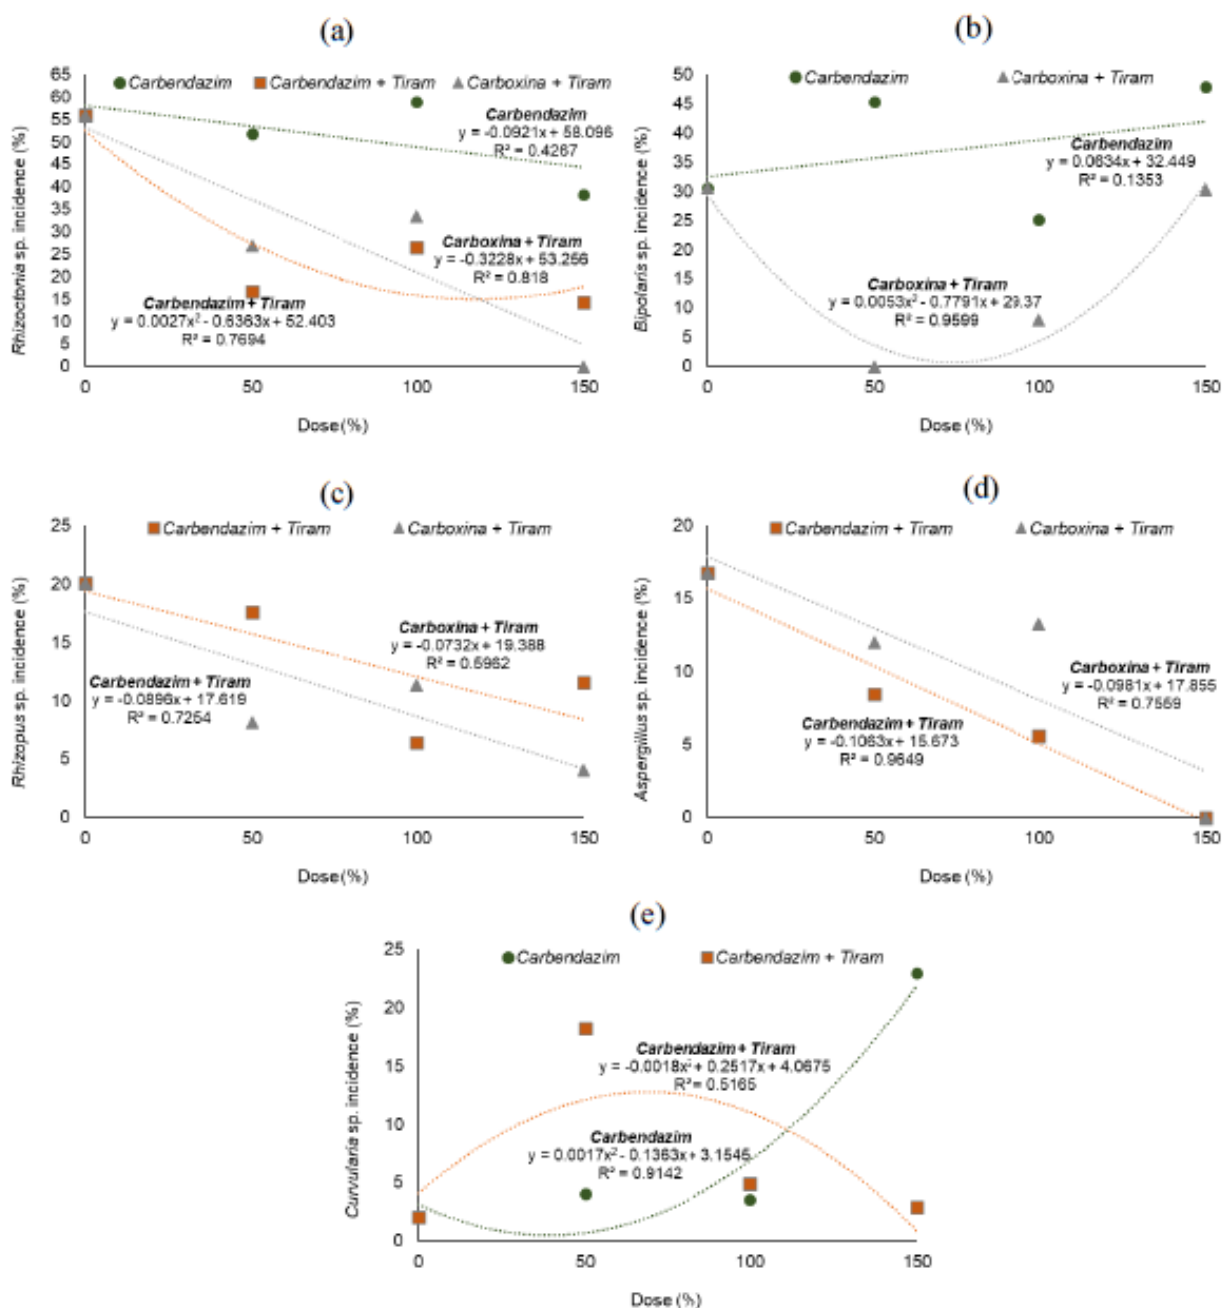 (a)
65
60
55
50
45
40
35
30
25
20
15
10
5
0
Rhizoctonia sp. incidence (%)
Carbendazim
Carbendazim + Tiram
Carboxina + Tiram
Carbendazim
y = -0.0921x + 58.096
R² = 0.4267
Carboxina + Tiram
y = -0.3228x + 53.256
R² = 0.818
Carbendazim + Tiram
y = 0.0027x² - 0.6363x + 52.403
R² = 0.7694
0 50 100 150
Dose (%)
(b)
50
45
40
35
30
25
20
15
10
5
0
Bipolaris sp. incidence (%)
Carbendazim
Carboxina + Tiram
Carbendazim
y = 0.0634x + 32.449
R² = 0.1353
Carboxina + Tiram
y = 0.0053x² - 0.7791x + 29.37
R² = 0.9599
0 50 100 150
Dose (%)
(c)
25
20
15
10
5
0
Rhizopus sp. incidence (%)
Carbendazim + Tiram
Carboxina + Tiram
Carboxina + Tiram
y = -0.0732x + 19.388
R² = 0.5962
Carbendazim + Tiram
y = -0.0896x + 17.619
R² = 0.7254
0 50 100 150
Dose (%)
(d)
20
15
10
5
0
Aspergillus sp. incidence (%)
Carbendazim + Tiram
Carboxina + Tiram
Carboxina + Tiram
y = -0.0981x + 17.855
R² = 0.7559
Carbendazim + Tiram
y = -0.1063x + 15.673
R² = 0.9649
0 50 100 150
Dose (%)
(e)
25
20
15
10
5
0
Curvularia sp. incidence (%)
Carbendazim
Carbendazim + Tiram
Carbendazim + Tiram
y = -0.0018x² + 0.2517x + 4.0675
R² = 0.5165
Carbendazim
y = 0.0017x² - 0.1363x + 3.1545
R² = 0.9142
0 50 100 150
Dose (%)